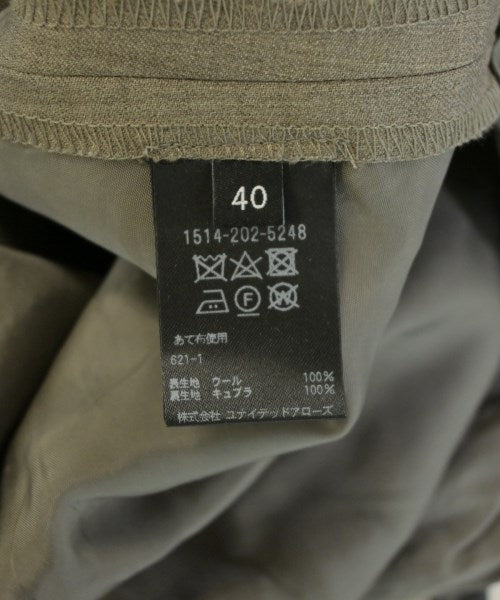 40
1514-202-5248
F W
あて布使用
621-1
表生地 ウール 100%
裏生地 キュプラ 100%
株式会社 ユナイテッドアローズ